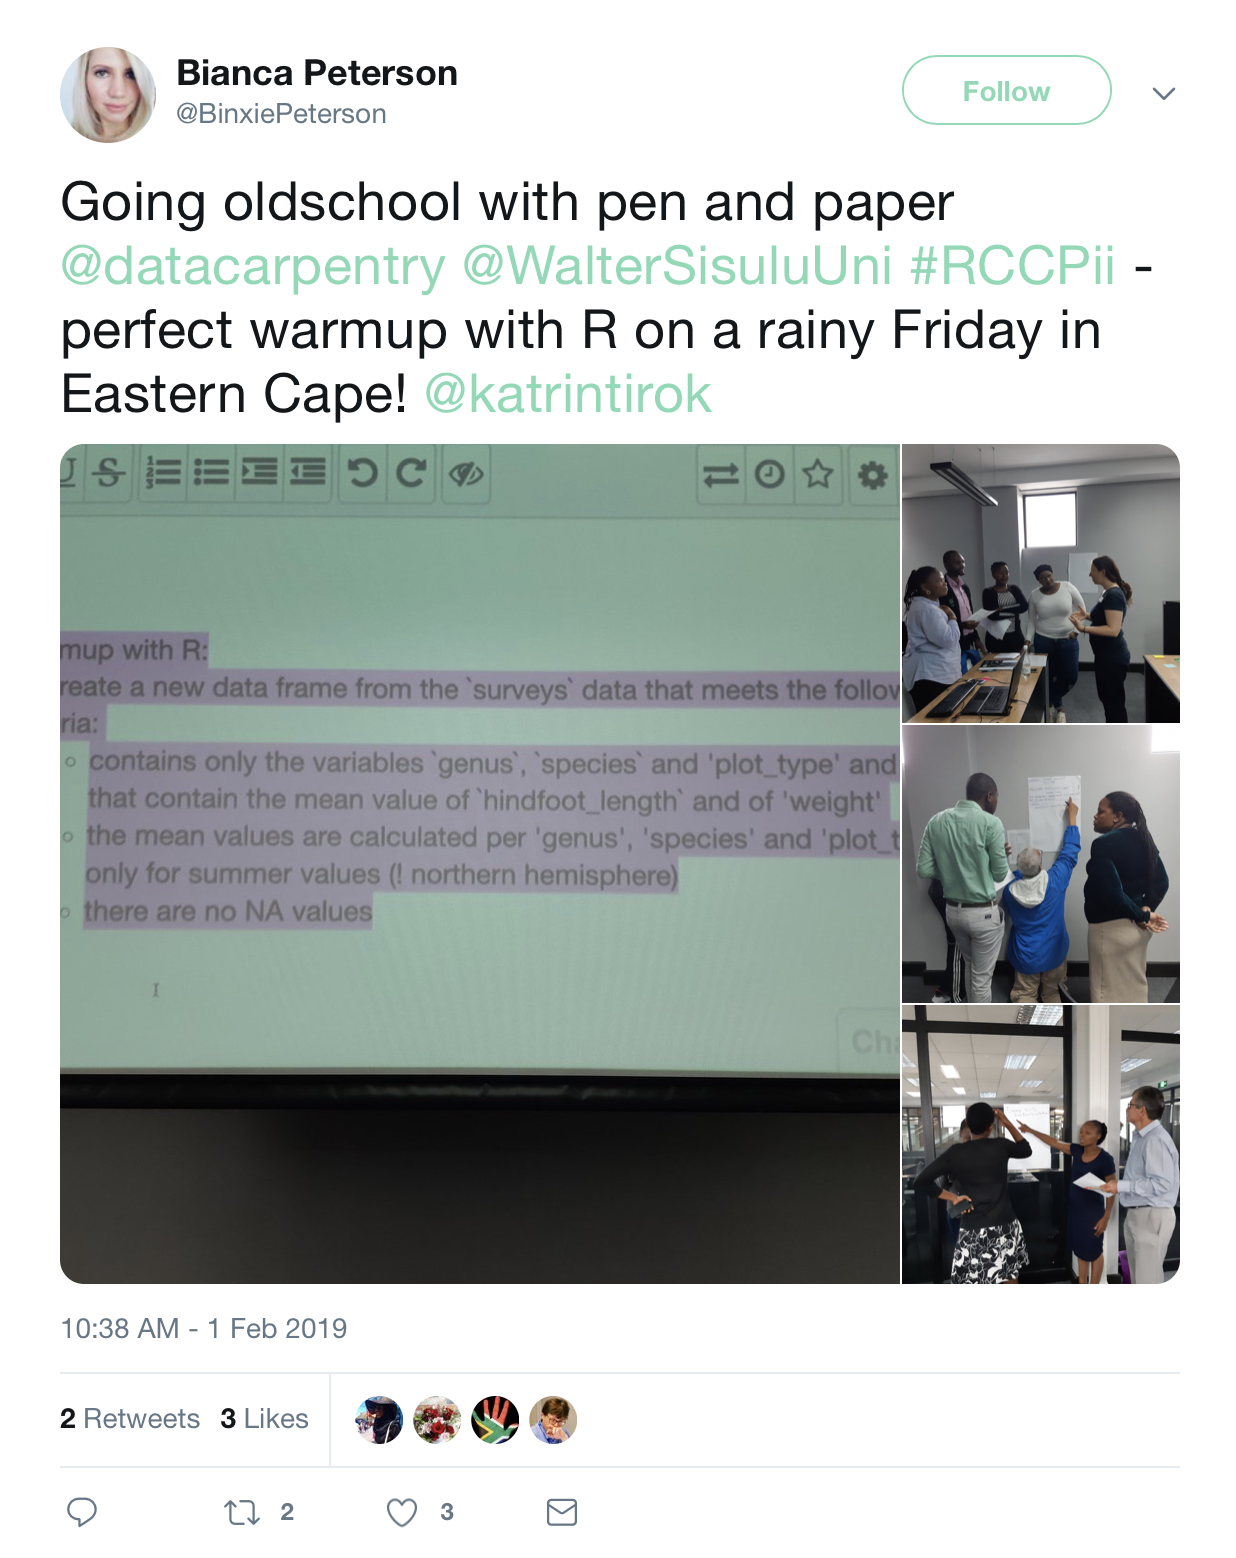 Bianca Peterson
@BinxiePeterson
Follow
Going oldschool with pen and paper
@datacarpentry @WalterSisuluUni #RCCPii -
perfect warmup with R on a rainy Friday in
Eastern Cape! @katrintirok
mup with R:
reate a new data frame from the `surveys` data that meets the follov
ria:
contains only the variables `genus`, `species` and 'plot_type' and
that contain the mean value of `hindfoot_length` and of 'weight'
the mean values are calculated per 'genus', 'species' and 'plot_t
only for summer values (! northern hemisphere)
there are no NA values
Cha
10:38 AM - 1 Feb 2019
2 Retweets 3 Likes
2 3